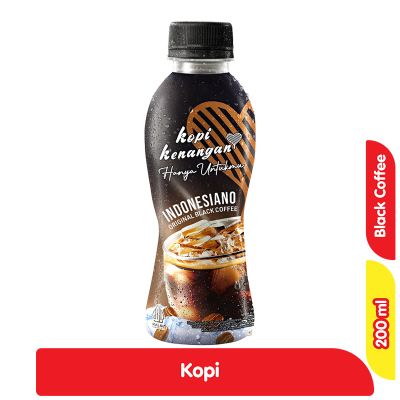 kopi
kenangan
Hanya Untukmu
INDONESIANO
ORIGINAL BLACK COFFEE
Black Coffee
200 ml
Kopi